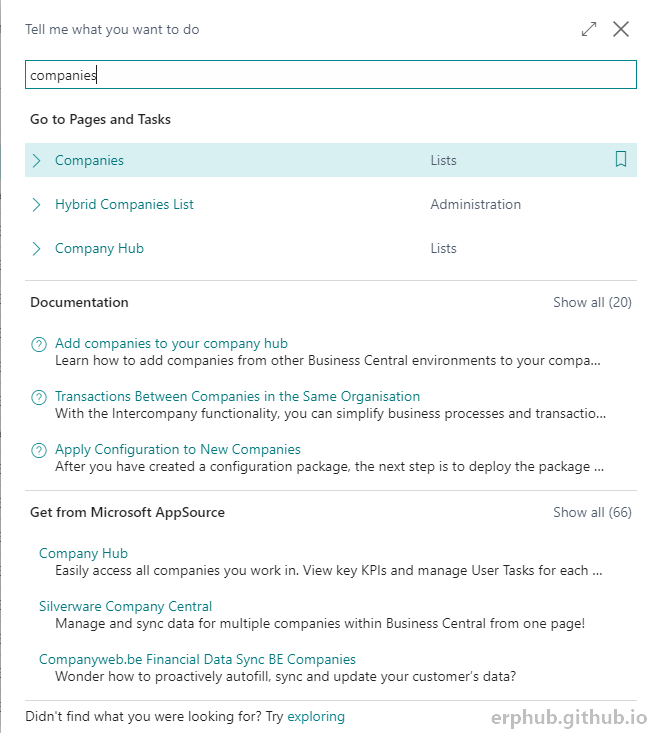 Tell me what you want to do
companies
Go to Pages and Tasks
Companies Lists
Hybrid Companies List Administration
Company Hub Lists
Documentation Show all (20)
Add companies to your company hub
Learn how to add companies from other Business Central environments to your compa...
Transactions Between Companies in the Same Organisation
With the Intercompany functionality, you can simplify business processes and transactio...
Apply Configuration to New Companies
After you have created a configuration package, the next step is to deploy the package ...
Get from Microsoft AppSource Show all (66)
Company Hub
Easily access all companies you work in. View key KPIs and manage User Tasks for each ...
Silverware Company Central
Manage and sync data for multiple companies within Business Central from one page!
Companyweb.be Financial Data Sync BE Companies
Wonder how to proactively autofill, sync and update your customer's data?
Didn't find what you were looking for? Try exploring
erphub.github.io